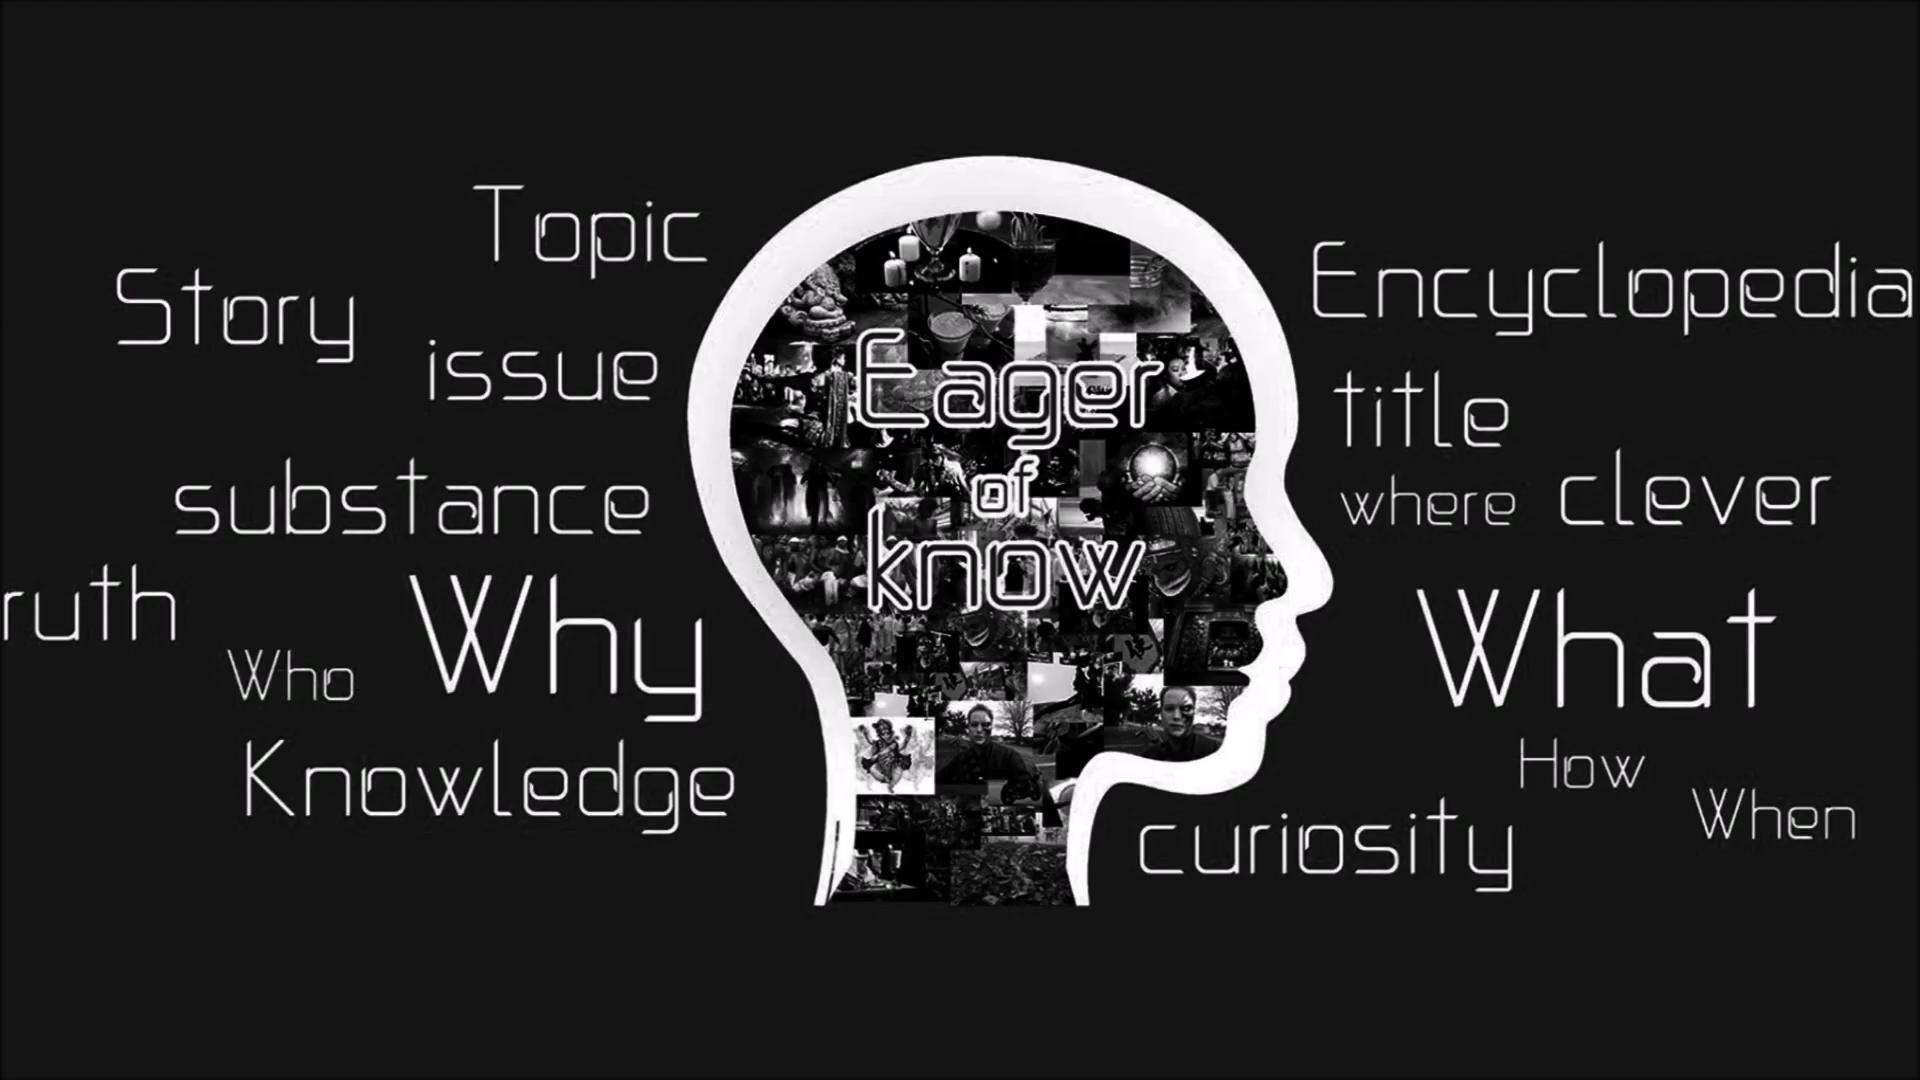 Topic
Story
issue
substance
ruth
Who
Why
Knowledge
Eager
of
know
Encyclopedia
title
where
clever
What
How
When
curiosity